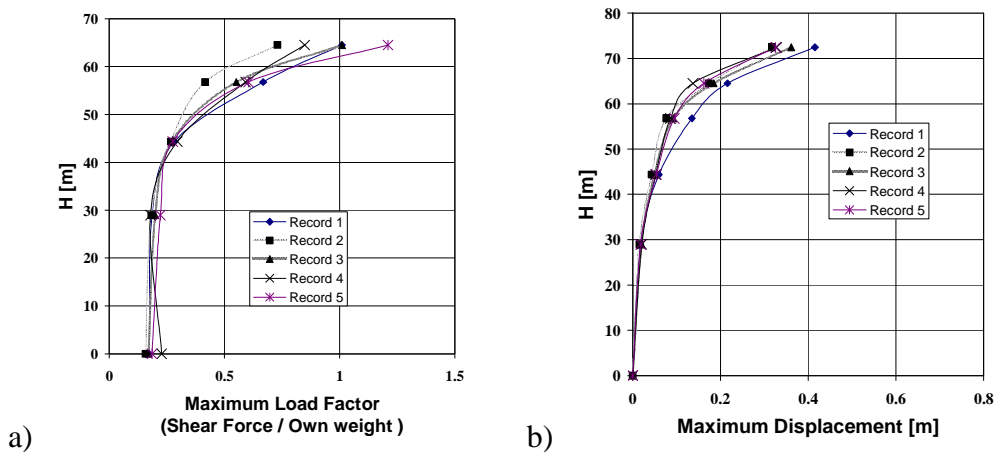 70
60
50
40
30
20
10
0
H [m]
0
0.5
1
1.5
Record 1
Record 2
Record 3
Record 4
Record 5
Maximum Load Factor
(Shear Force / Own weight )
a)
80
70
60
50
40
30
20
10
0
H [m]
0
0.2
0.4
0.6
0.8
Record 1
Record 2
Record 3
Record 4
Record 5
Maximum Displacement [m]
b)